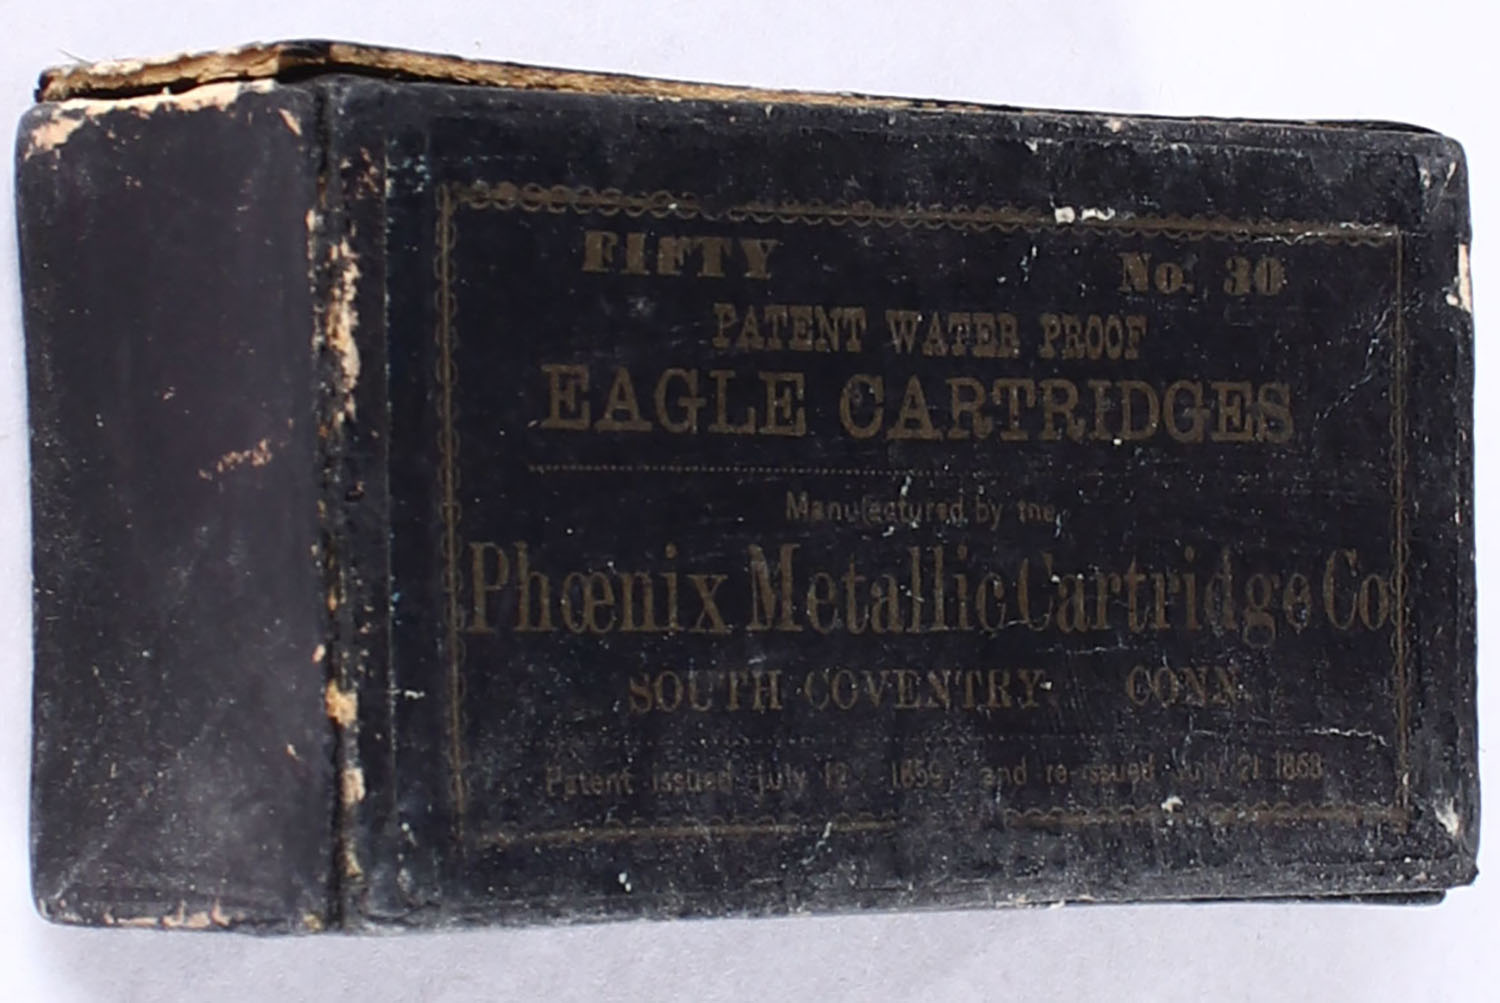 FIFTY No. 30
PATENT WATER PROOF
EAGLE CARTRIDGES
Manufactured by the
Phœnix Metallic Cartridge Co
SOUTH COVENTRY. CONN.
Patent issued July 12 1859, and re-issued July 21 1868